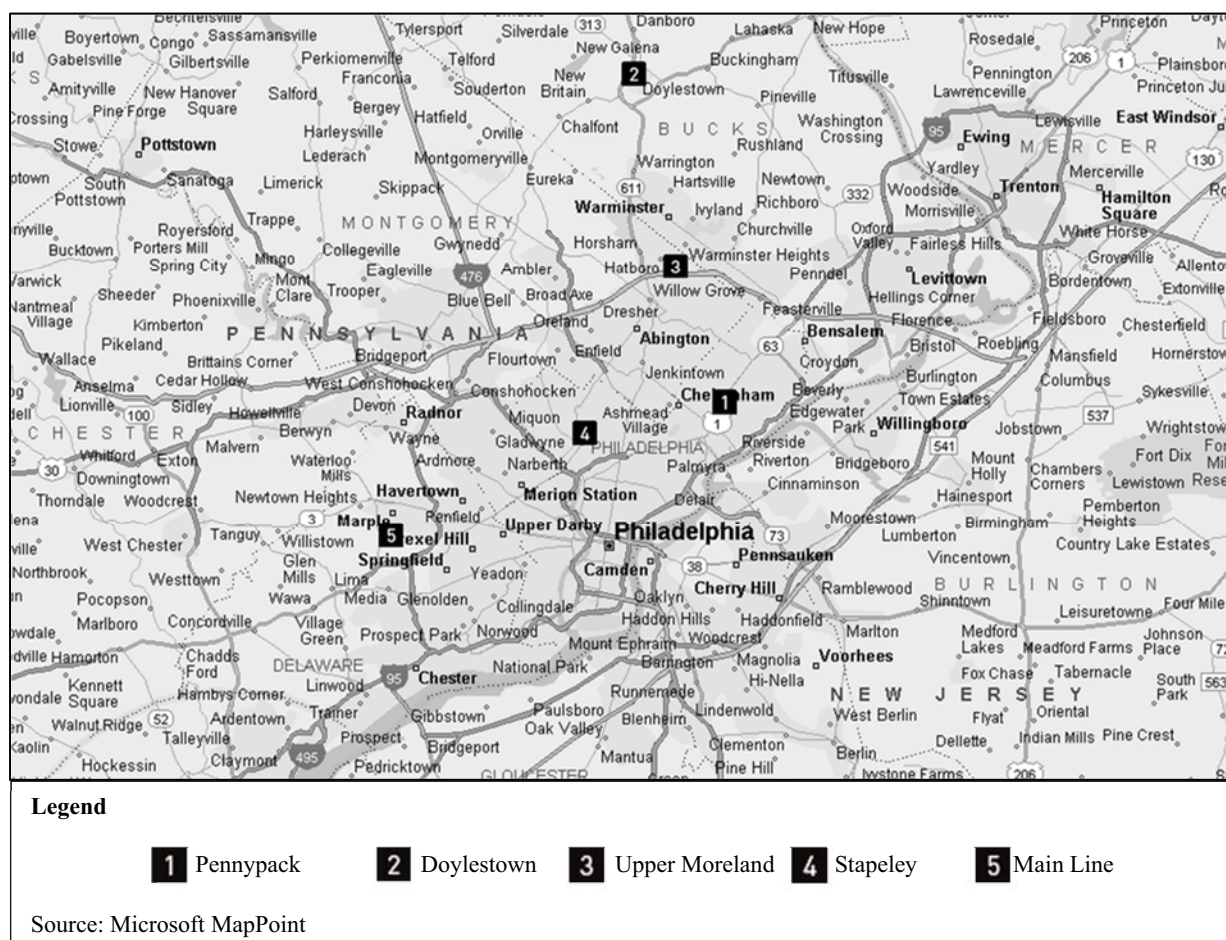 Bechtelsville Sassamansville Tylersport Silverdale 313 Danboro Lahaska New Hope Rosedale Princeton
Boyertown Congo Perkiomenville Telford New Galena Buckingham 206 1
Gabelsville Gilbertsville Franconia Souderton New Britain 2 Doylestown Titusville Pennington Plainsboro
Amityville New Hanover Square Salford Bergey Hatfield Pineville Lawrenceville Princeton Ju
Crossing Pine Forge Harleysville Orville Chalfont BUCKS Washington Crossing 95 Lewisville East Windsor
Stowe Pottstown Lederach Montgomeryville Warrington Rushland Ewing MERCER 130
South Pottstown Sanatoga Limerick Skippack Eureka 611 Hartsville Newtown 332 Yardley Mercerville
Trappe MONTGOMERY Warminster Ivyland Richboro Woodside Trenton Hamilton Square
Royersford Gwynedd Horsham Churchville Morrisville White Horse
Bucktown Porters Mill Collegeville Oxford Valley Fairless Hills Groveville
Spring City Mingo Eagleville 476 Ambler Hatboro 3 Warminster Heights Penndel Levittown Bordentown
Warwick Mont Clare Trooper Blue Bell Broad Axe Willow Grove Hellings Corner Extonville
Nantmeal Village Sheeder Phoenixville Dresher Feasterville Florence Fieldsboro
Kimberton PENNSYLVANIA Oreland Abington Bensalem Chesterfield
Pikeland Bridgeport Flourtown Enfield 63 Croydon Bristol Roebling Mansfield
Wallace Brittains Corner Jenkintown Burlington Columbus
Anselma Cedar Hollow West Conshohocken Conshohocken Beverly Town Estates Sykesville
Lionville 100 Sidley Howellville Devon Radnor Miquon Ashmead Village 1 Edgewater Park Willingboro 537
CHESTER Berwyn Wayne Gladwyne 4 1 Jobstown Wrightstown
Whitford Malvern PHILADELPHIA Riverside 541
30 Exton Waterloo Mills Ardmore Narberth Palmyra Riverton Bridgeboro Mount Holly Fort Dix
Downingtown Merion Station Cinnaminson Chambers Corners Lewistown
Thorndale Woodcrest Newtown Heights Havertown Delair Hainesport Pemberton Heights
3 Marple Penfield Upper Darby Philadelphia Moorestown Birmingham
Tanguy Willistown 5 73 Lumberton Country Lake Estates
West Chester Glen Mills Springfield Pennsauken Vincentown
Northbrook Westtown Lima Yeadon Camden 38 Ramblewood BURLINGTON
Pocopson Wawa Media Glenolden Oaklyn Cherry Hill Shinntown Leisuretowne Four Mile
Marlboro Concordville Village Green Collingdale Haddon Hills Haddonfield
Prospect Park Norwood Mount Ephraim Woodcrest Marlton Medford Lakes Johnson Place
Hamorton Chadds Ford DELAWARE National Park Barrington Magnolia Voorhees Meadford Farms
Kennett Square Hambys Corner Linwood 95 Chester Hi-Nella Fox Chase Tabernacle
Walnut Ridge 52 Ardentown Trainer Gibbstown Paulsboro Runnemede Lindenwold NEW JERSEY South Park 563
Kaolin Talleyville Prospect Oak Valley Blenheim West Berlin Flyat Oriental
Hockessin Claymont 495 Bridgeport Mantua Clementon Dellette Indian Mills Pine Crest
Pedricktown GLOUCESTER Pine Hill Berlin 206
Legend
1 Pennypack 2 Doylestown 3 Upper Moreland 4 Stapeley 5 Main Line
Source: Microsoft MapPoint